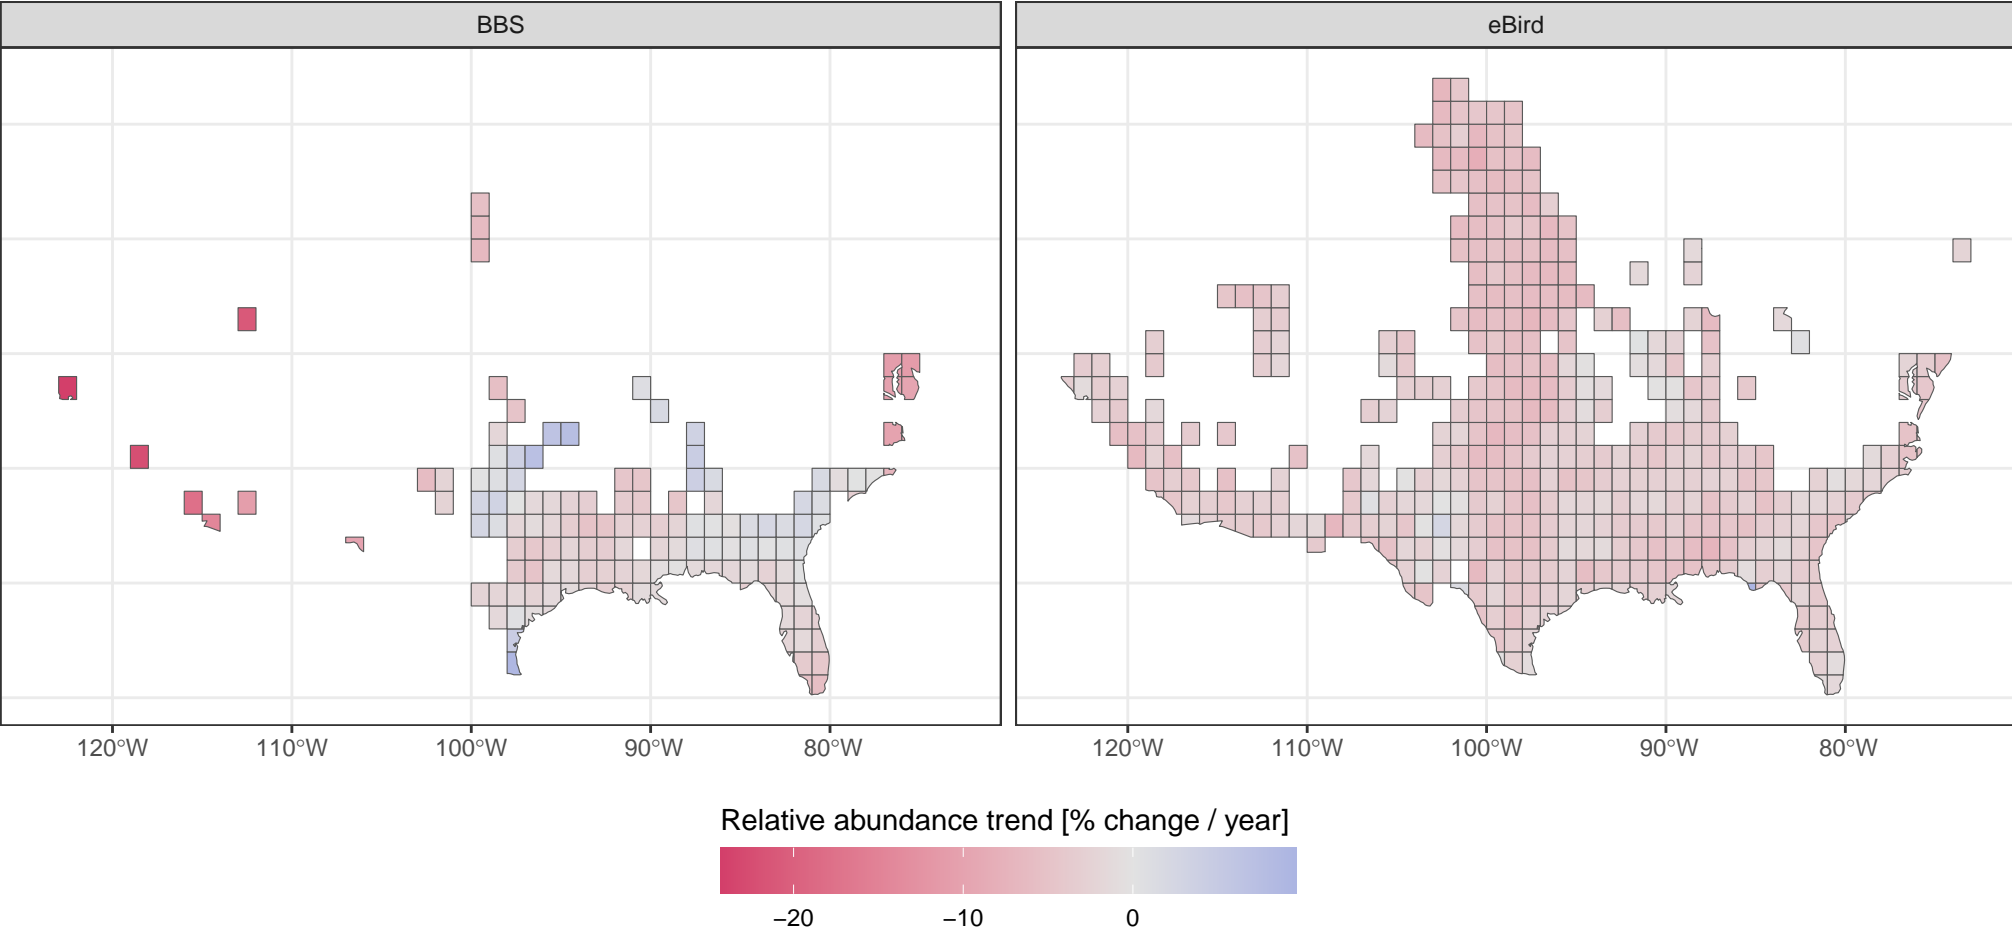 BBS
eBird
120°W 110°W 100°W 90°W 80°W
120°W 110°W 100°W 90°W 80°W
Relative abundance trend [% change / year]
−20 −10 0